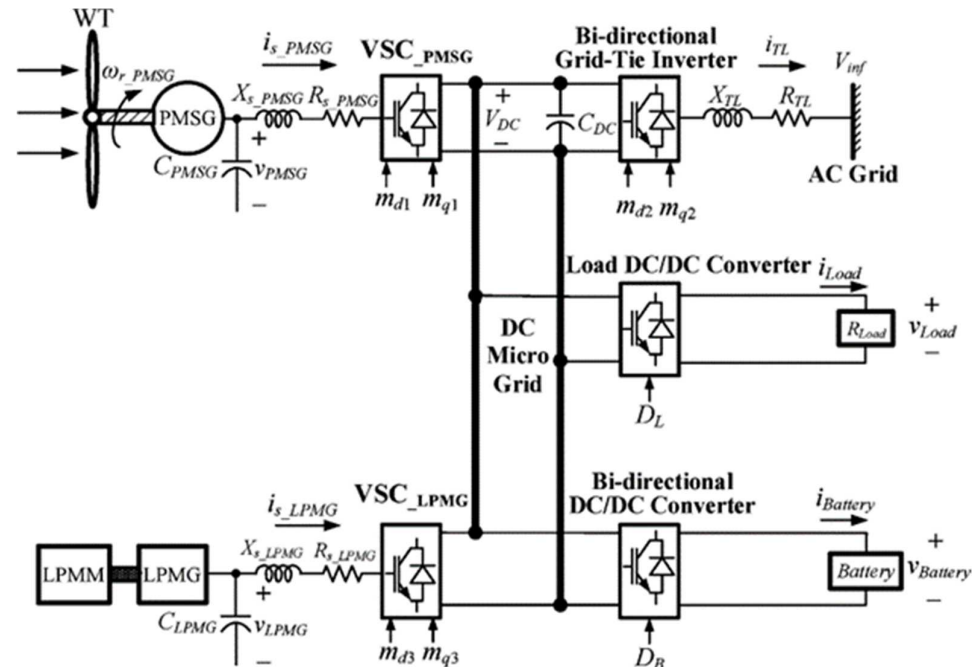 WT
ω_r_PMSG
PMSG
C_PMSG
i_s_PMSG
X_s_PMSG
R_s_PMSG
+
v_PMSG
−
VSC_PMSG
m_d1
m_q1
+
V_DC
−
C_DC
Bi-directional
Grid-Tie Inverter
m_d2
m_q2
i_TL
X_TL
R_TL
V_inf
AC Grid
DC
Micro
Grid
Load DC/DC Converter
D_L
i_Load
R_Load
+
v_Load
−
LPMM
LPMG
C_LPMG
i_s_LPMG
X_s_LPMG
R_s_LPMG
+
v_LPMG
−
VSC_LPMG
m_d3
m_q3
Bi-directional
DC/DC Converter
D_B
i_Battery
Battery
+
v_Battery
−